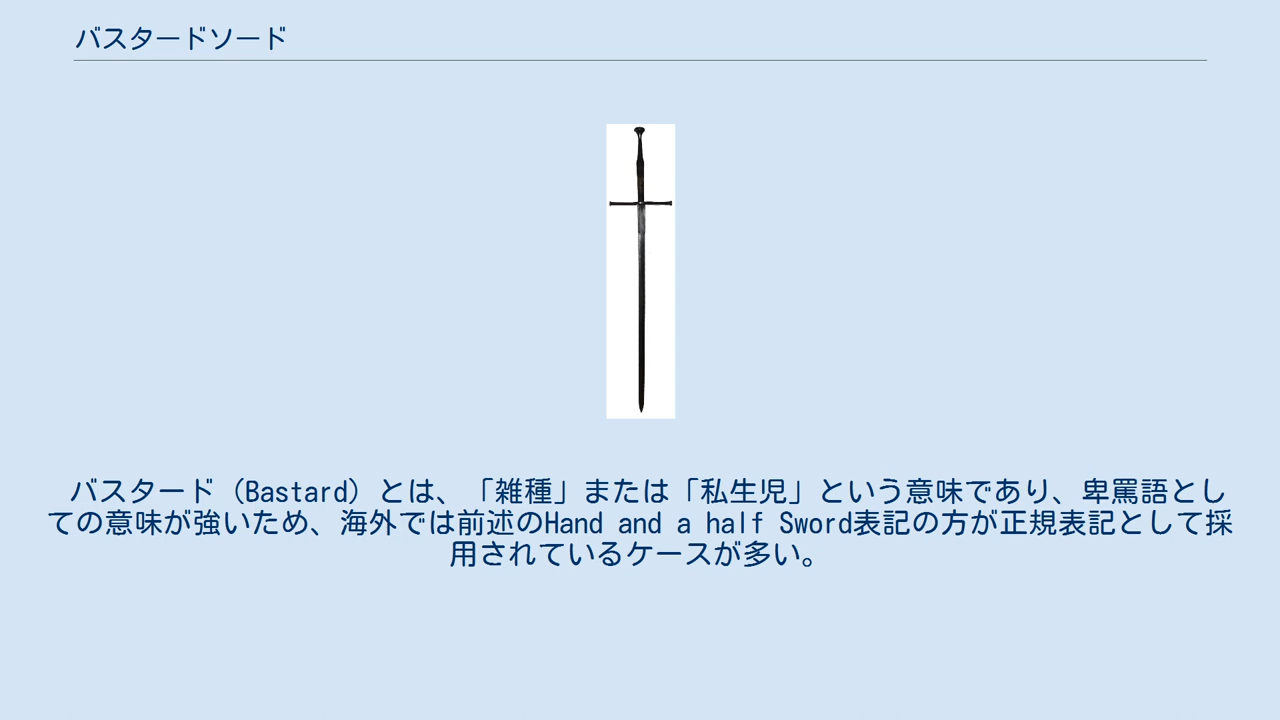 バスタードソード
バスタード（Bastard）とは、「雑種」または「私生児」という意味であり、卑罵語とし
ての意味が強いため、海外では前述のHand and a half Sword表記の方が正規表記として採
用されているケースが多い。